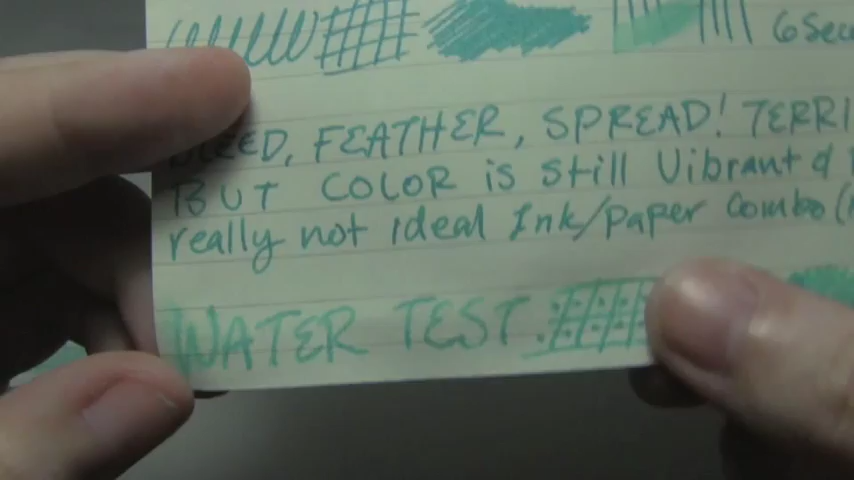 6 Sec
FEATHER, SPREAD!
BUT COLOR is still Vibrant &
really not ideal Ink/paper combo
WATER TEST